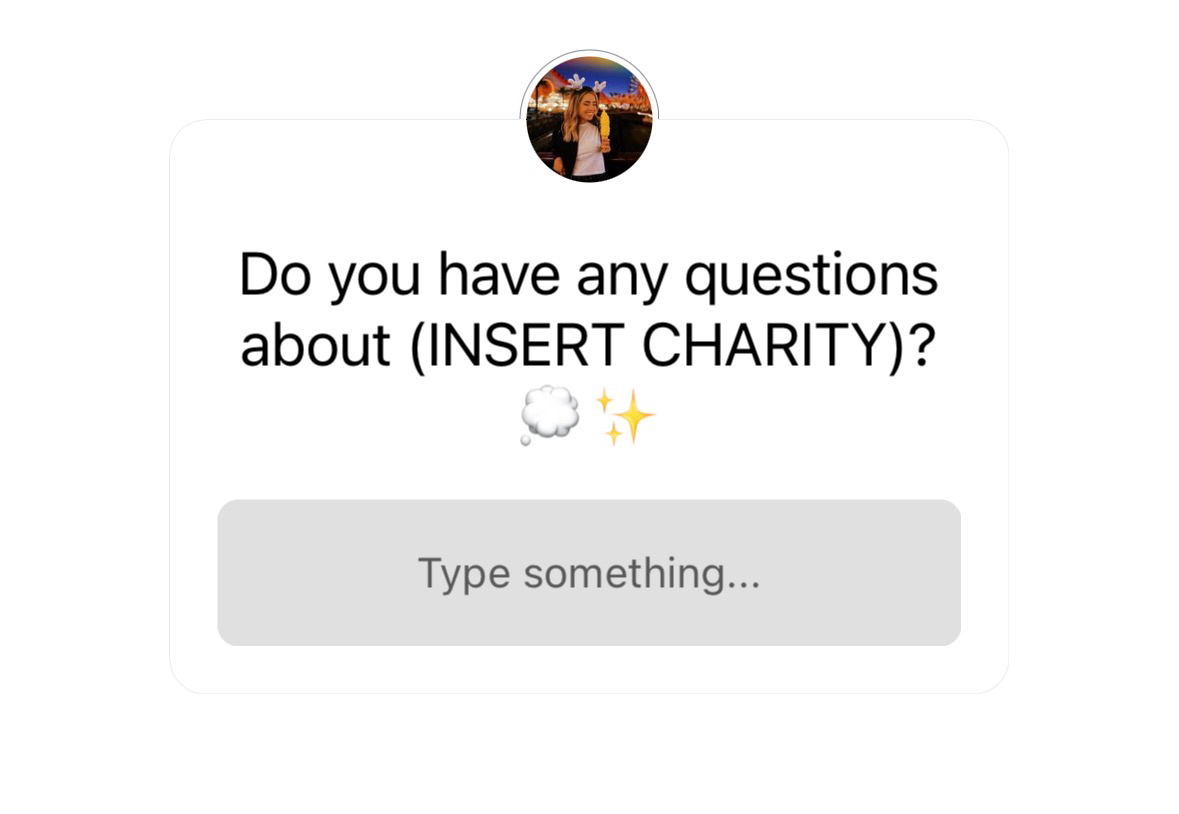 Do you have any questions
about (INSERT CHARITY)?
💭 ✨
Type something...